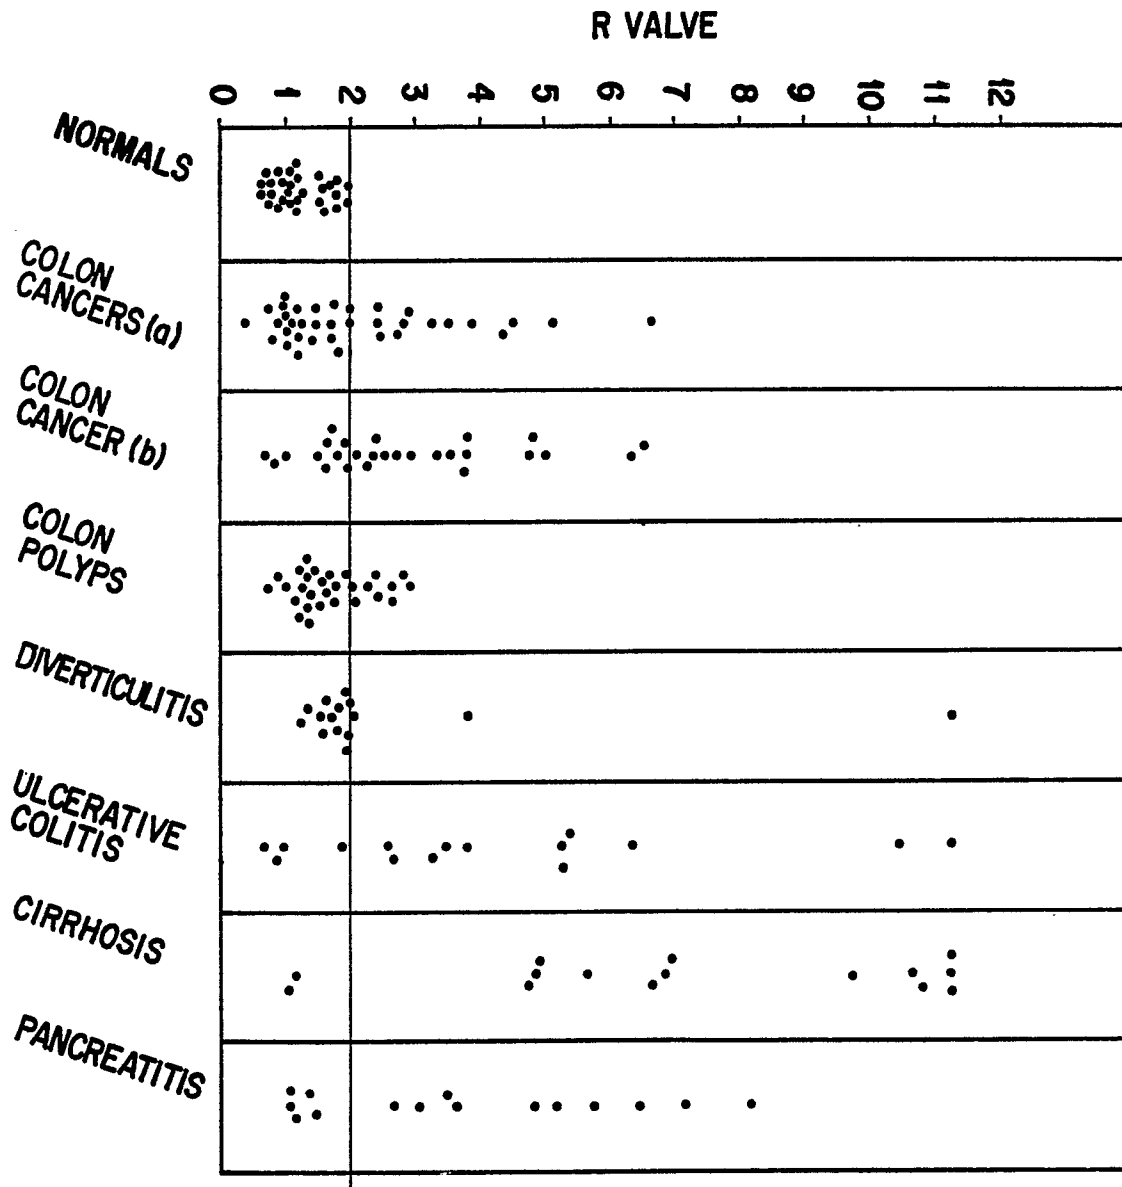 R VALVE
0 1 2 3 4 5 6 7 8 9 10 11 12
NORMALS
COLON
CANCERS (a)
COLON
CANCER (b)
COLON
POLYPS
DIVERTICULITIS
ULCERATIVE
COLITIS
CIRRHOSIS
PANCREATITIS